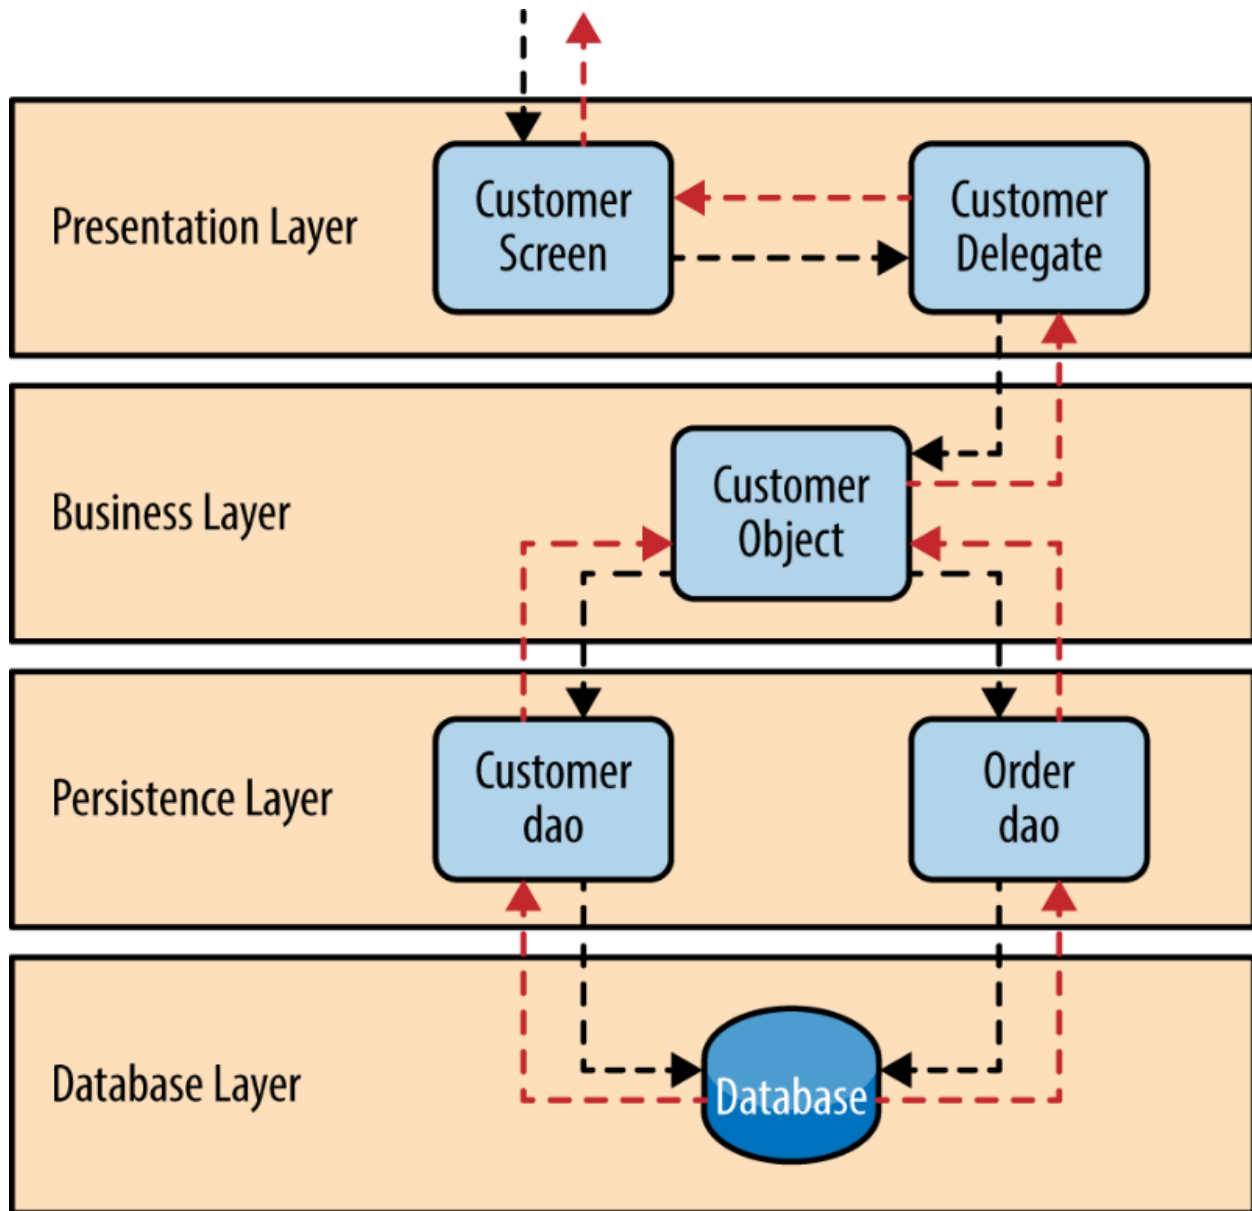 Presentation Layer
Customer
Screen
Customer
Delegate
Business Layer
Customer
Object
Persistence Layer
Customer
dao
Order
dao
Database Layer
Database